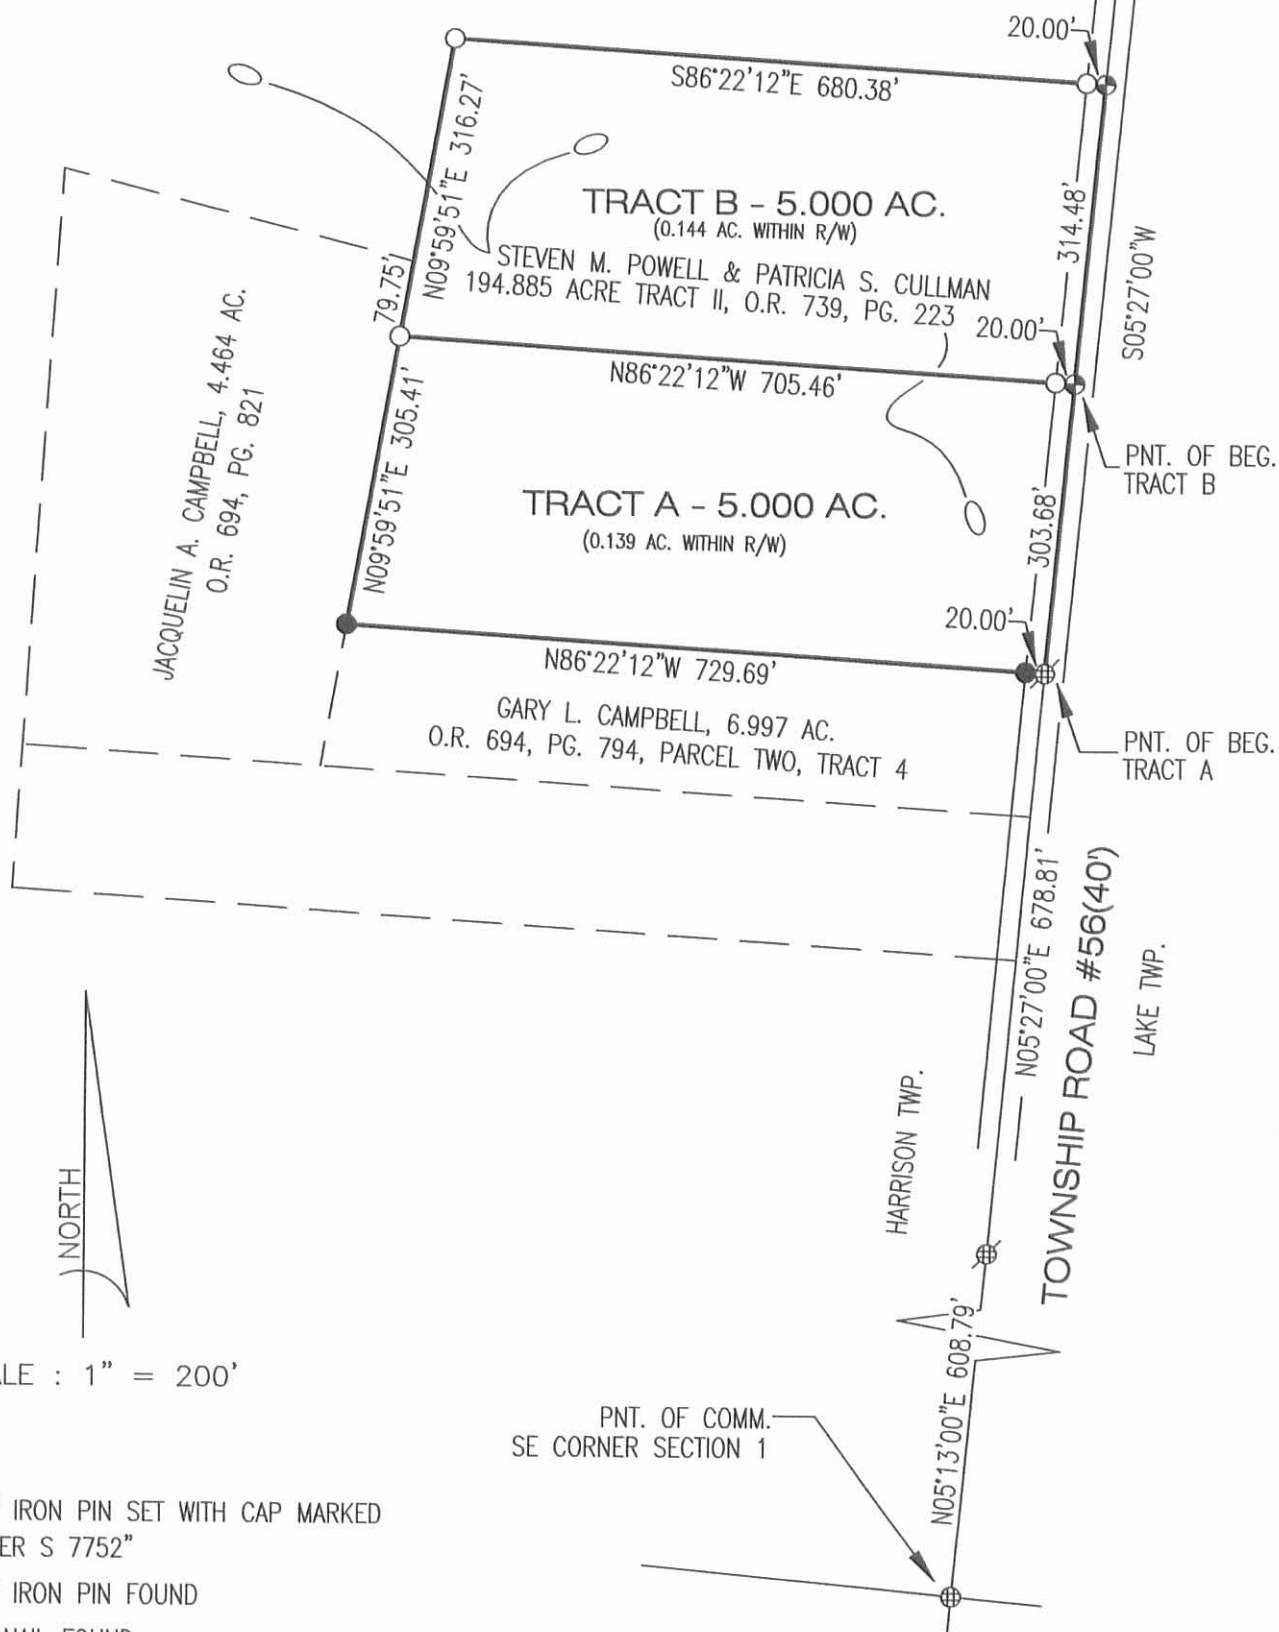 20.00'
S86°22'12"E 680.38'
N09°59'51"E 316.27'
TRACT B - 5.000 AC.
(0.144 AC. WITHIN R/W)
314.48'
S05°27'00"W
STEVEN M. POWELL & PATRICIA S. CULLMAN
194.885 ACRE TRACT II, O.R. 739, PG. 223
79.75'
20.00'
N86°22'12"W 705.46'
JACQUELIN A. CAMPBELL, 4.464 AC.
O.R. 694, PG. 821
N09°59'51"E 305.41'
PNT. OF BEG.
TRACT B
TRACT A - 5.000 AC.
(0.139 AC. WITHIN R/W)
303.68'
20.00'
N86°22'12"W 729.69'
GARY L. CAMPBELL, 6.997 AC.
O.R. 694, PG. 794, PARCEL TWO, TRACT 4
PNT. OF BEG.
TRACT A
N05°27'00"E 678.81'
TOWNSHIP ROAD #56(40')
LAKE TWP.
HARRISON TWP.
NORTH
ALE : 1" = 200'
N05°13'00"E 608.79'
PNT. OF COMM.
SE CORNER SECTION 1
IRON PIN SET WITH CAP MARKED
ER S 7752"
IRON PIN FOUND